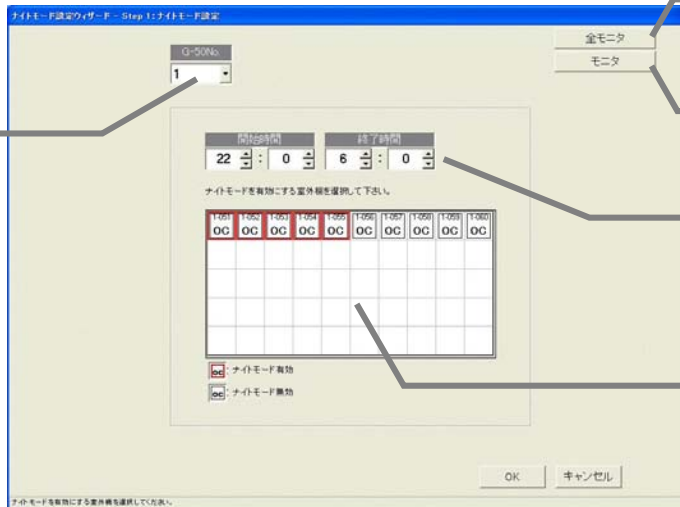 ナイトモード設定ウィザード - Step 1:ナイトモード設定
全モニタ
モニタ
G-50No.
1
開始時間 終了時間
22 : 0 6 : 0
ナイトモードを有効にする室外機を選択して下さい。
1-051 1-052 1-053 1-054 1-055 1-056 1-057 1-058 1-059 1-060
OC OC OC OC OC OC OC OC OC OC
OC : ナイトモード有効
OC : ナイトモード無効
OK キャンセル
ナイトモードを有効にする室外機を選択してください。